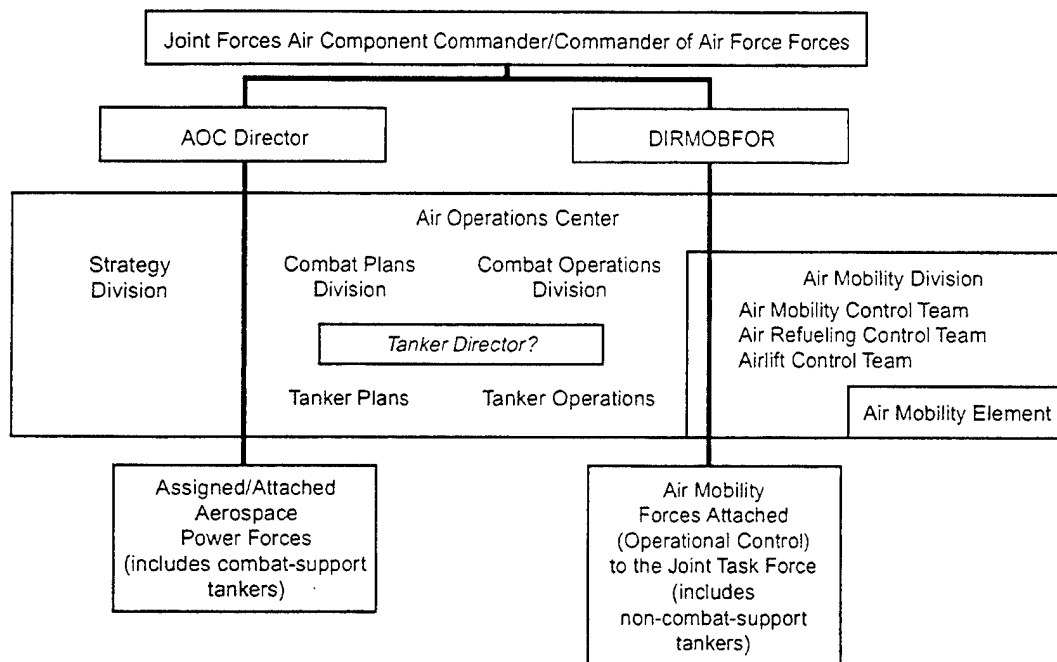 Joint Forces Air Component Commander/Commander of Air Force Forces
AOC Director
DIRMOBFOR
Air Operations Center
Strategy
Division
Combat Plans
Division
Combat Operations
Division
Tanker Director?
Tanker Plans
Tanker Operations
Air Mobility Division
Air Mobility Control Team
Air Refueling Control Team
Airlift Control Team
Air Mobility Element
Assigned/Attached
Aerospace
Power Forces
(includes combat-support
tankers)
Air Mobility
Forces Attached
(Operational Control)
to the Joint Task Force
(includes
non-combat-support
tankers)